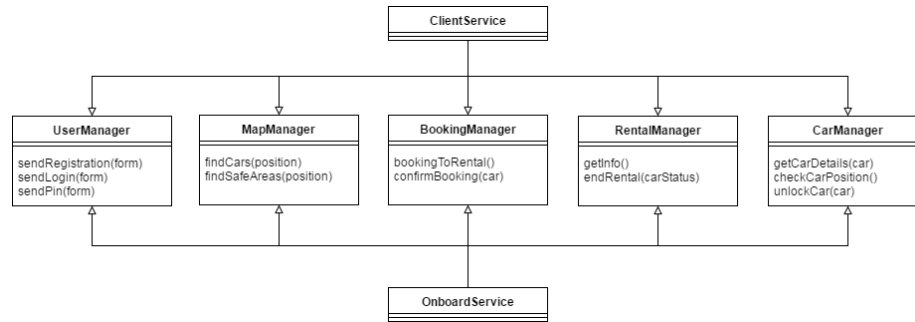 ClientService
UserManager
sendRegistration(form)
sendLogin(form)
sendPin(form)
MapManager
findCars(position)
findSafeAreas(position)
BookingManager
bookingToRental()
confirmBooking(car)
RentalManager
getInfo()
endRental(carStatus)
CarManager
getCarDetails(car)
checkCarPosition()
unlockCar(car)
OnboardService